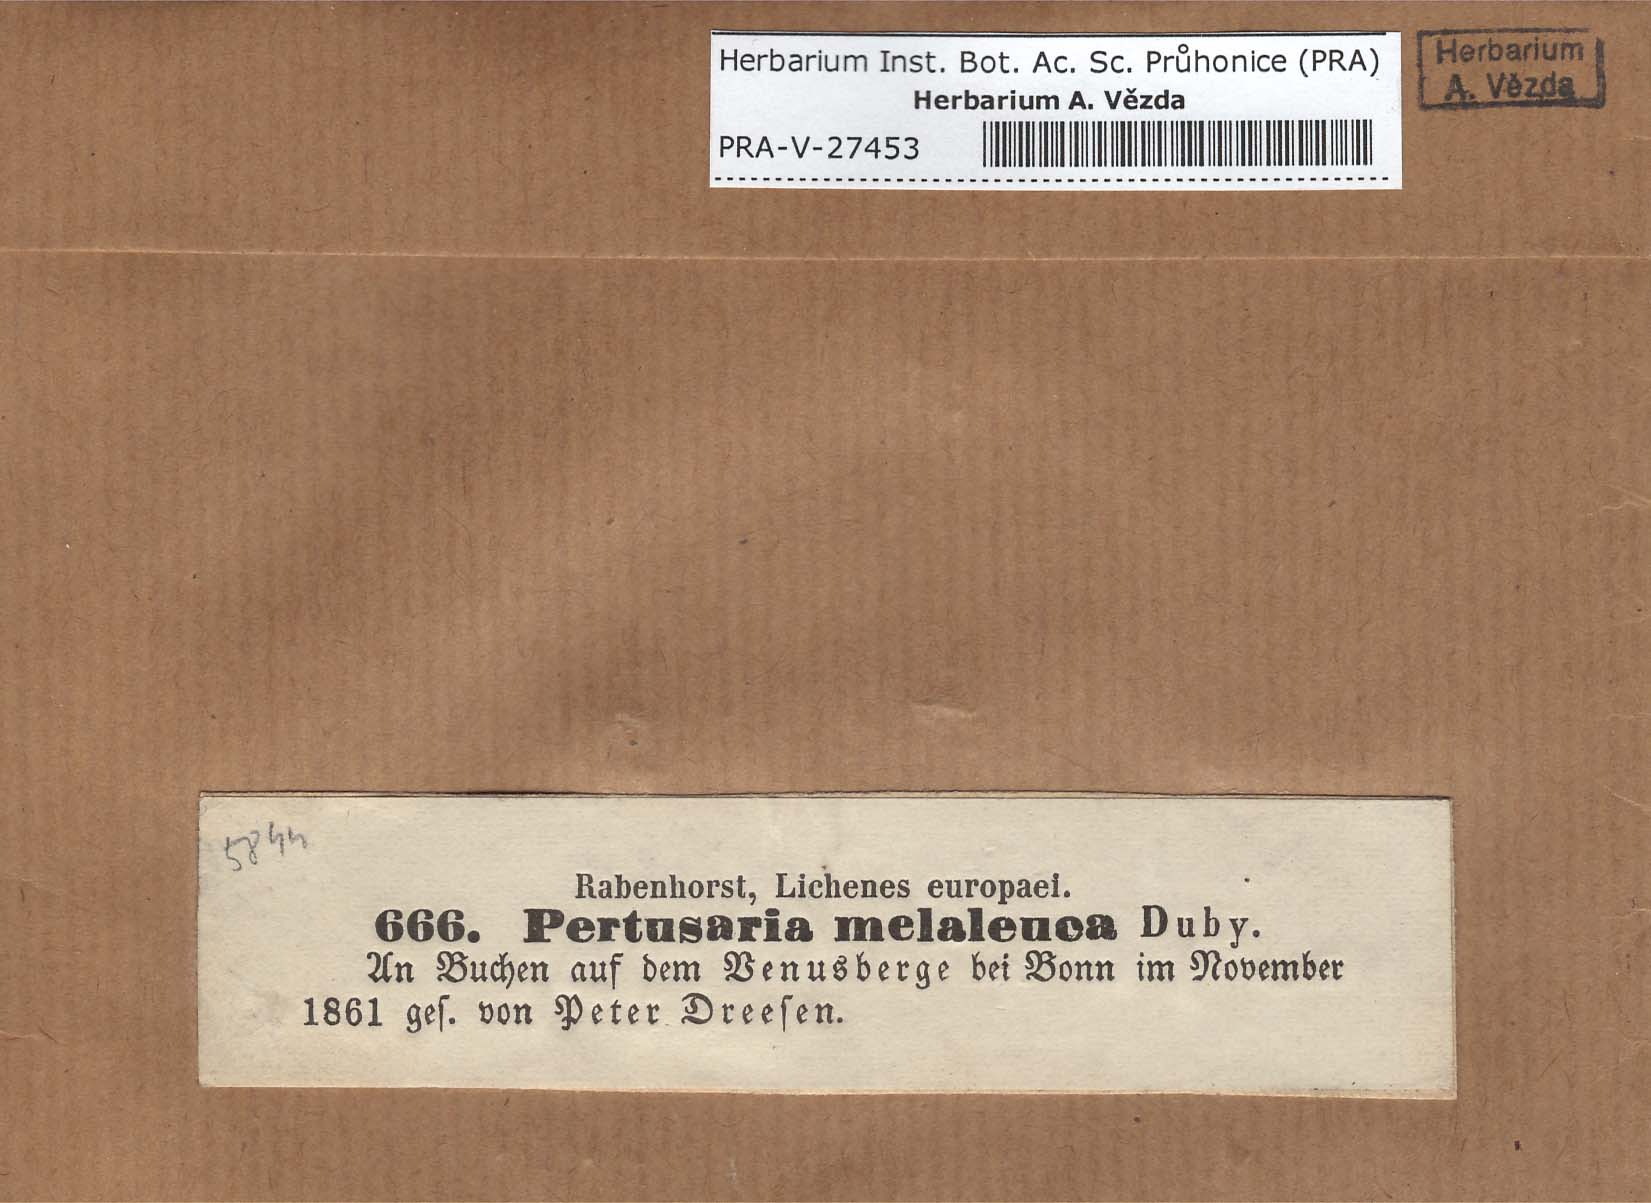 Herbarium Inst. Bot. Ac. Sc. Průhonice (PRA)
Herbarium A. Vězda
PRA-V-27453
Herbarium
A. Vězda
5844
Rabenhorst, Lichenes europaei.
666. Pertusaria melaleuca Duby.
An Buchen auf dem Venusberge bei Bonn im November
1861 geſ. von Peter Dreeſen.